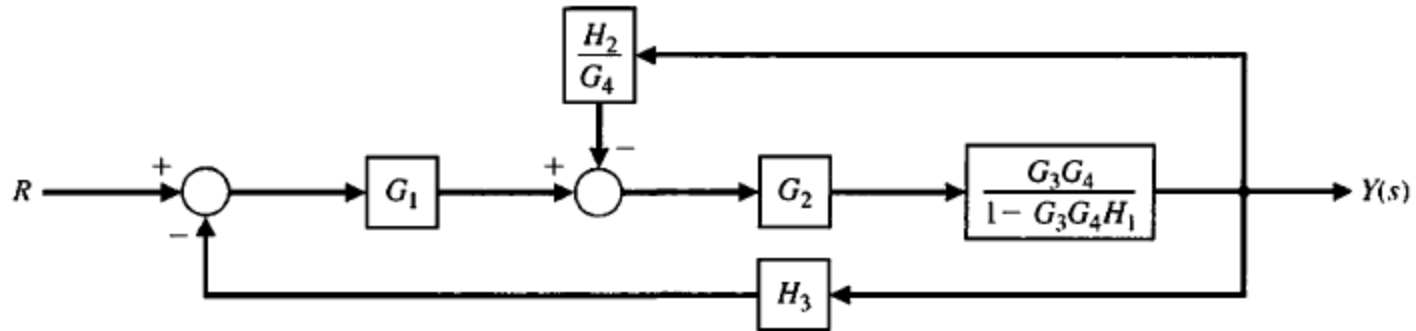 H₂
G₄
+
−
+
R
G₁
G₂
G₃G₄
1 − G₃G₄H₁
Y(s)
−
H₃